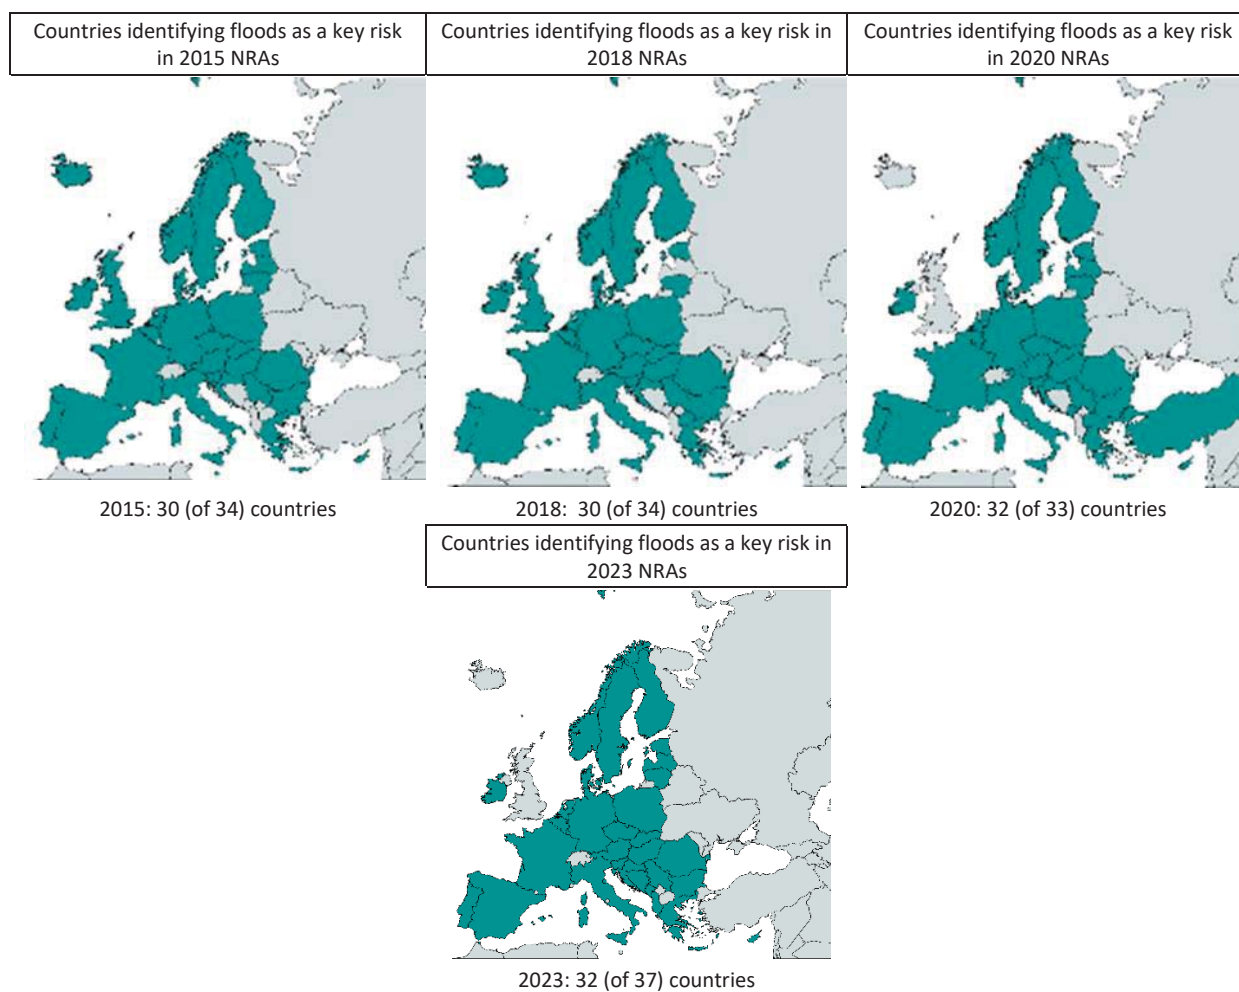 Countries identifying floods as a key risk
in 2015 NRAs
Countries identifying floods as a key risk in
2018 NRAs
Countries identifying floods as a key risk
in 2020 NRAs
2015: 30 (of 34) countries
2018: 30 (of 34) countries
2020: 32 (of 33) countries
Countries identifying floods as a key risk in
2023 NRAs
2023: 32 (of 37) countries